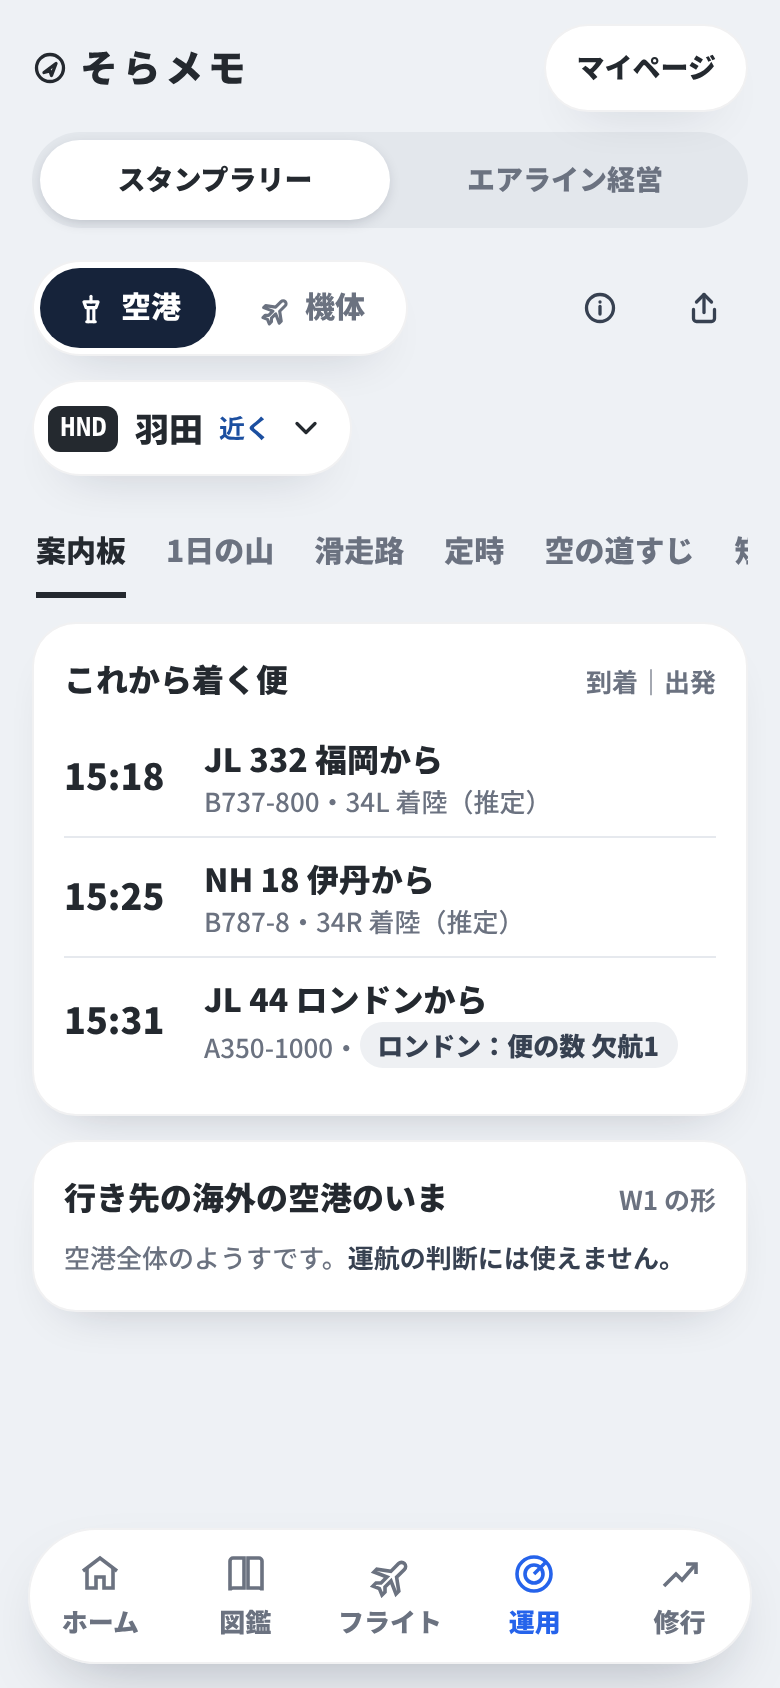 そらメモ
マイページ
スタンプラリー
エアライン経営
空港
機体
HND 羽田 近く
案内板 1日の山 滑走路 定時 空の道すじ
これから着く便
到着｜出発
15:18
JL 332 福岡から
B737-800・34L 着陸（推定）
15:25
NH 18 伊丹から
B787-8・34R 着陸（推定）
15:31
JL 44 ロンドンから
A350-1000・ ロンドン：便の数 欠航1
行き先の海外の空港のいま
W1 の形
空港全体のようすです。運航の判断には使えません。
ホーム
図鑑
フライト
運用
修行